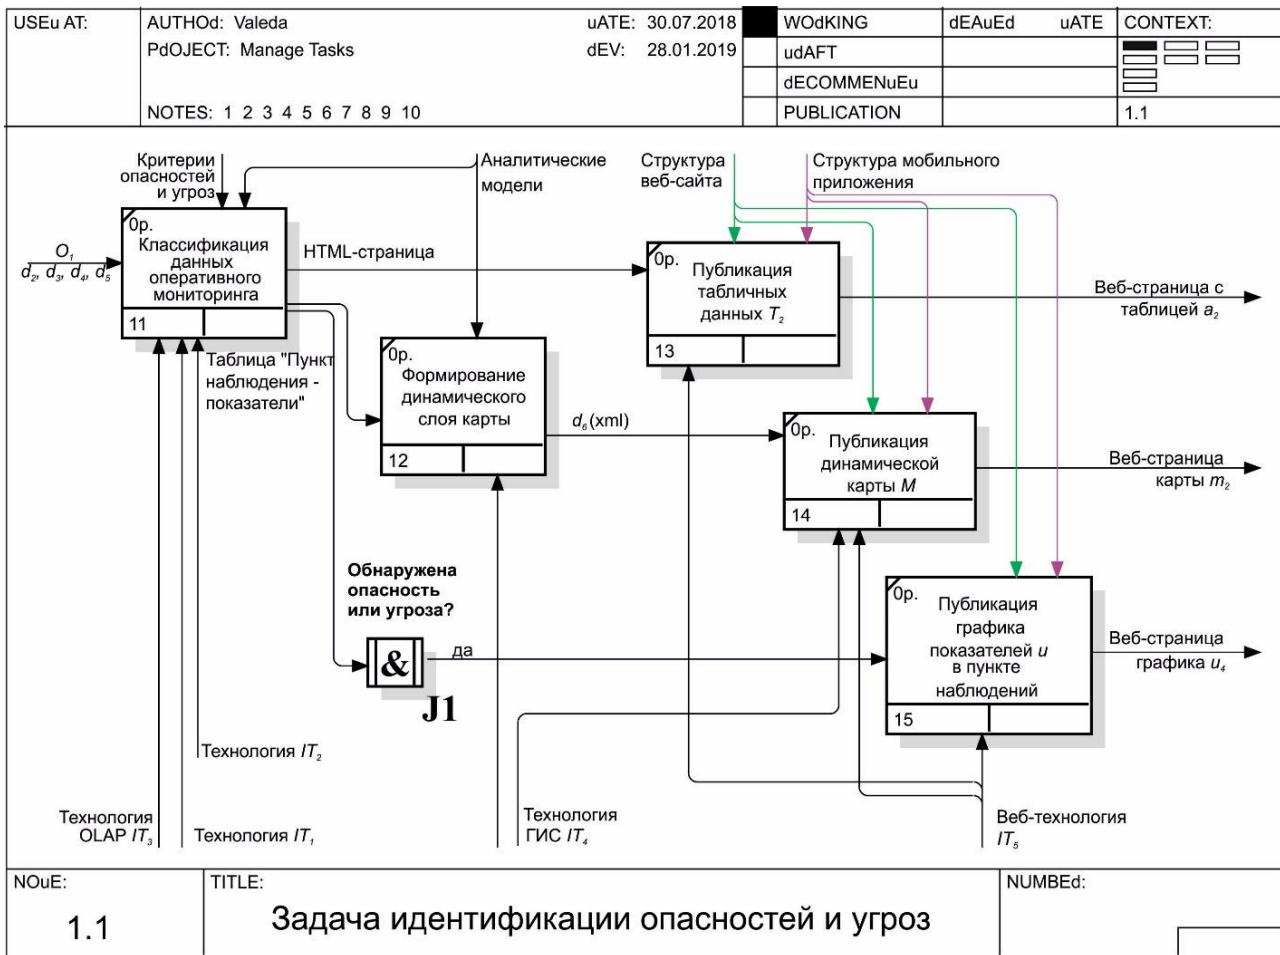 USEu AT:
AUTHOd: Valeda
uATE: 30.07.2018
PdOJECT: Manage Tasks
dEV: 28.01.2019
NOTES: 1 2 3 4 5 6 7 8 9 10
WOdKING
udAFT
dECOMMENuEu
PUBLICATION
dEAuEd uATE
CONTEXT:
1.1
Критерии
опасностей
и угроз
Аналитические
модели
Структура
веб-сайта
Структура мобильного
приложения
O₁
d₂, d₃, d₄, d₅
0р.
Классификация
данных
оперативного
мониторинга
11
HTML-страница
0р.
Публикация
табличных
данных T₂
13
Веб-страница с
таблицей a₂
Таблица "Пункт
наблюдения -
показатели"
0р.
Формирование
динамического
слоя карты
12
d₆(xml)
0р.
Публикация
динамической
карты M
14
Веб-страница
карты m₂
Обнаружена
опасность
или угроза?
&
J1
да
0р.
Публикация
графика
показателей u
в пункте
наблюдений
15
Веб-страница
графика u₄
Технология IT₂
Технология
OLAP IT₃
Технология IT₁
Технология
ГИС IT₄
Веб-технология
IT₅
NOuE:
1.1
TITLE:
Задача идентификации опасностей и угроз
NUMBEd: